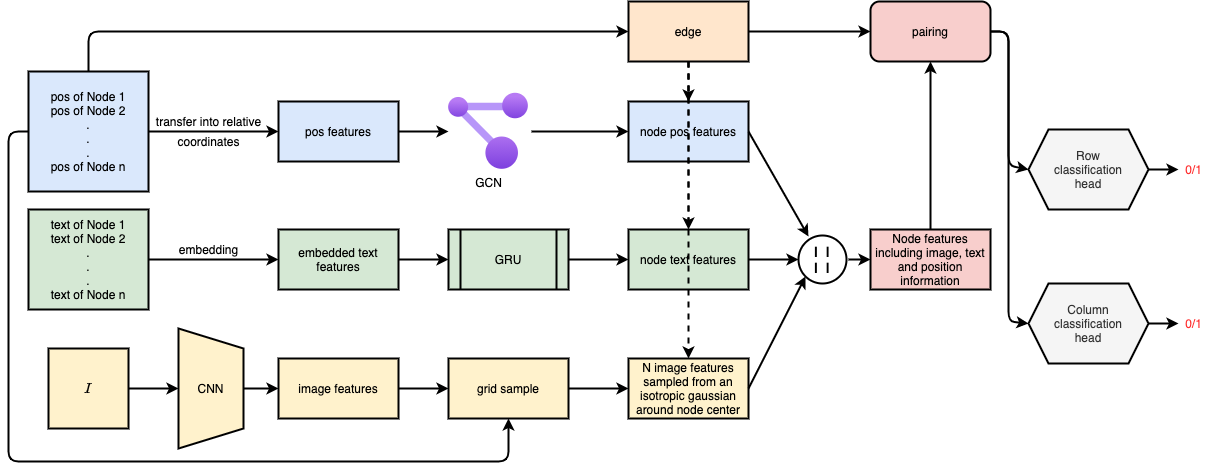 edge
pairing
pos of Node 1
pos of Node 2
.
.
.
pos of Node n
transfer into relative
coordinates
pos features
GCN
node pos features
Row
classification
head
0/1
text of Node 1
text of Node 2
.
.
.
text of Node n
embedding
embedded text
features
GRU
node text features
||
Node features
including image, text
and position
information
Column
classification
head
0/1
I
CNN
image features
grid sample
N image features
sampled from an
isotropic gaussian
around node center